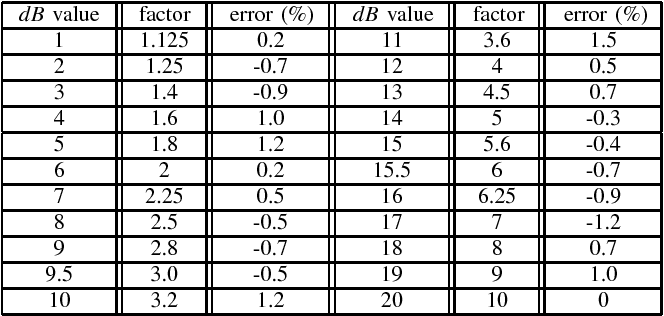 dB value factor error (%) dB value factor error (%)
1 1.125 0.2 11 3.6 1.5
2 1.25 -0.7 12 4 0.5
3 1.4 -0.9 13 4.5 0.7
4 1.6 1.0 14 5 -0.3
5 1.8 1.2 15 5.6 -0.4
6 2 0.2 15.5 6 -0.7
7 2.25 0.5 16 6.25 -0.9
8 2.5 -0.5 17 7 -1.2
9 2.8 -0.7 18 8 0.7
9.5 3.0 -0.5 19 9 1.0
10 3.2 1.2 20 10 0